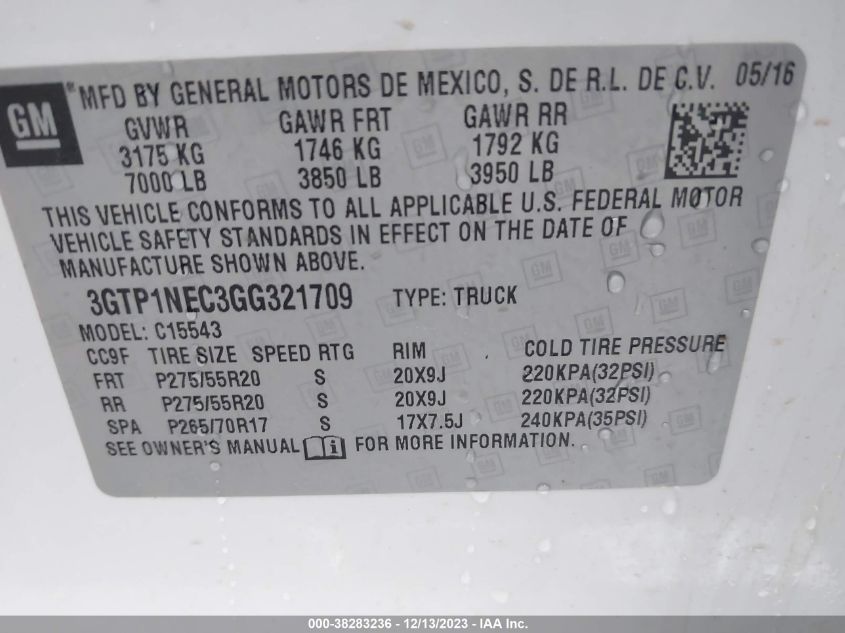 GM
® MFD BY GENERAL MOTORS DE MEXICO, S. DE R.L. DE C.V. 05/16
GVWR GAWR FRT GAWR RR
3175 KG 1746 KG 1792 KG
7000 LB 3850 LB 3950 LB
THIS VEHICLE CONFORMS TO ALL APPLICABLE U.S. FEDERAL MOTOR
VEHICLE SAFETY STANDARDS IN EFFECT ON THE DATE OF
MANUFACTURE SHOWN ABOVE.
3GTP1NEC3GG321709 TYPE: TRUCK
MODEL: C15543
CC9F TIRE SIZE SPEED RTG RIM COLD TIRE PRESSURE
FRT P275/55R20 S 20X9J 220KPA(32PSI)
RR P275/55R20 S 20X9J 220KPA(32PSI)
SPA P265/70R17 S 17X7.5J 240KPA(35PSI)
SEE OWNER'S MANUAL FOR MORE INFORMATION.
000-38283236 - 12/13/2023 - IAA Inc.